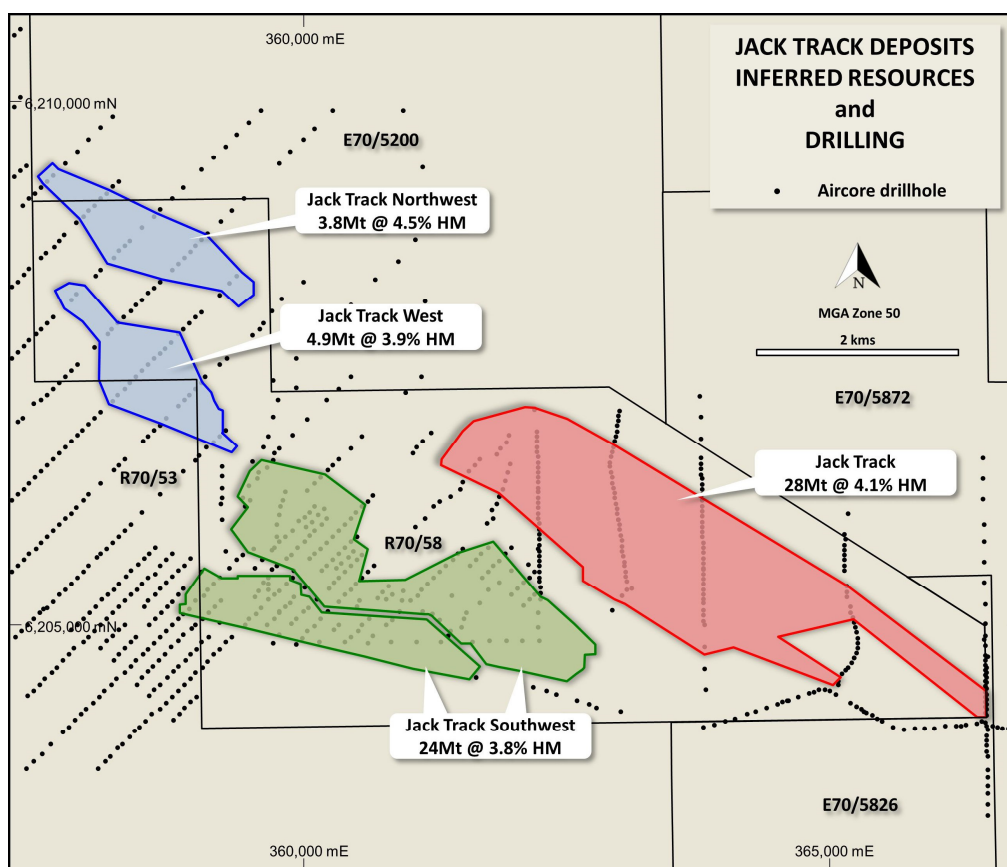 360,000 mE
JACK TRACK DEPOSITS
INFERRED RESOURCES
and
DRILLING
Aircore drillhole
6,210,000 mN
E70/5200
Jack Track Northwest
3.8Mt @ 4.5% HM
N
MGA Zone 50
2 kms
Jack Track West
4.9Mt @ 3.9% HM
E70/5872
Jack Track
28Mt @ 4.1% HM
R70/53
R70/58
6,205,000 mN
Jack Track Southwest
24Mt @ 3.8% HM
E70/5826
360,000 mE
365,000 mE